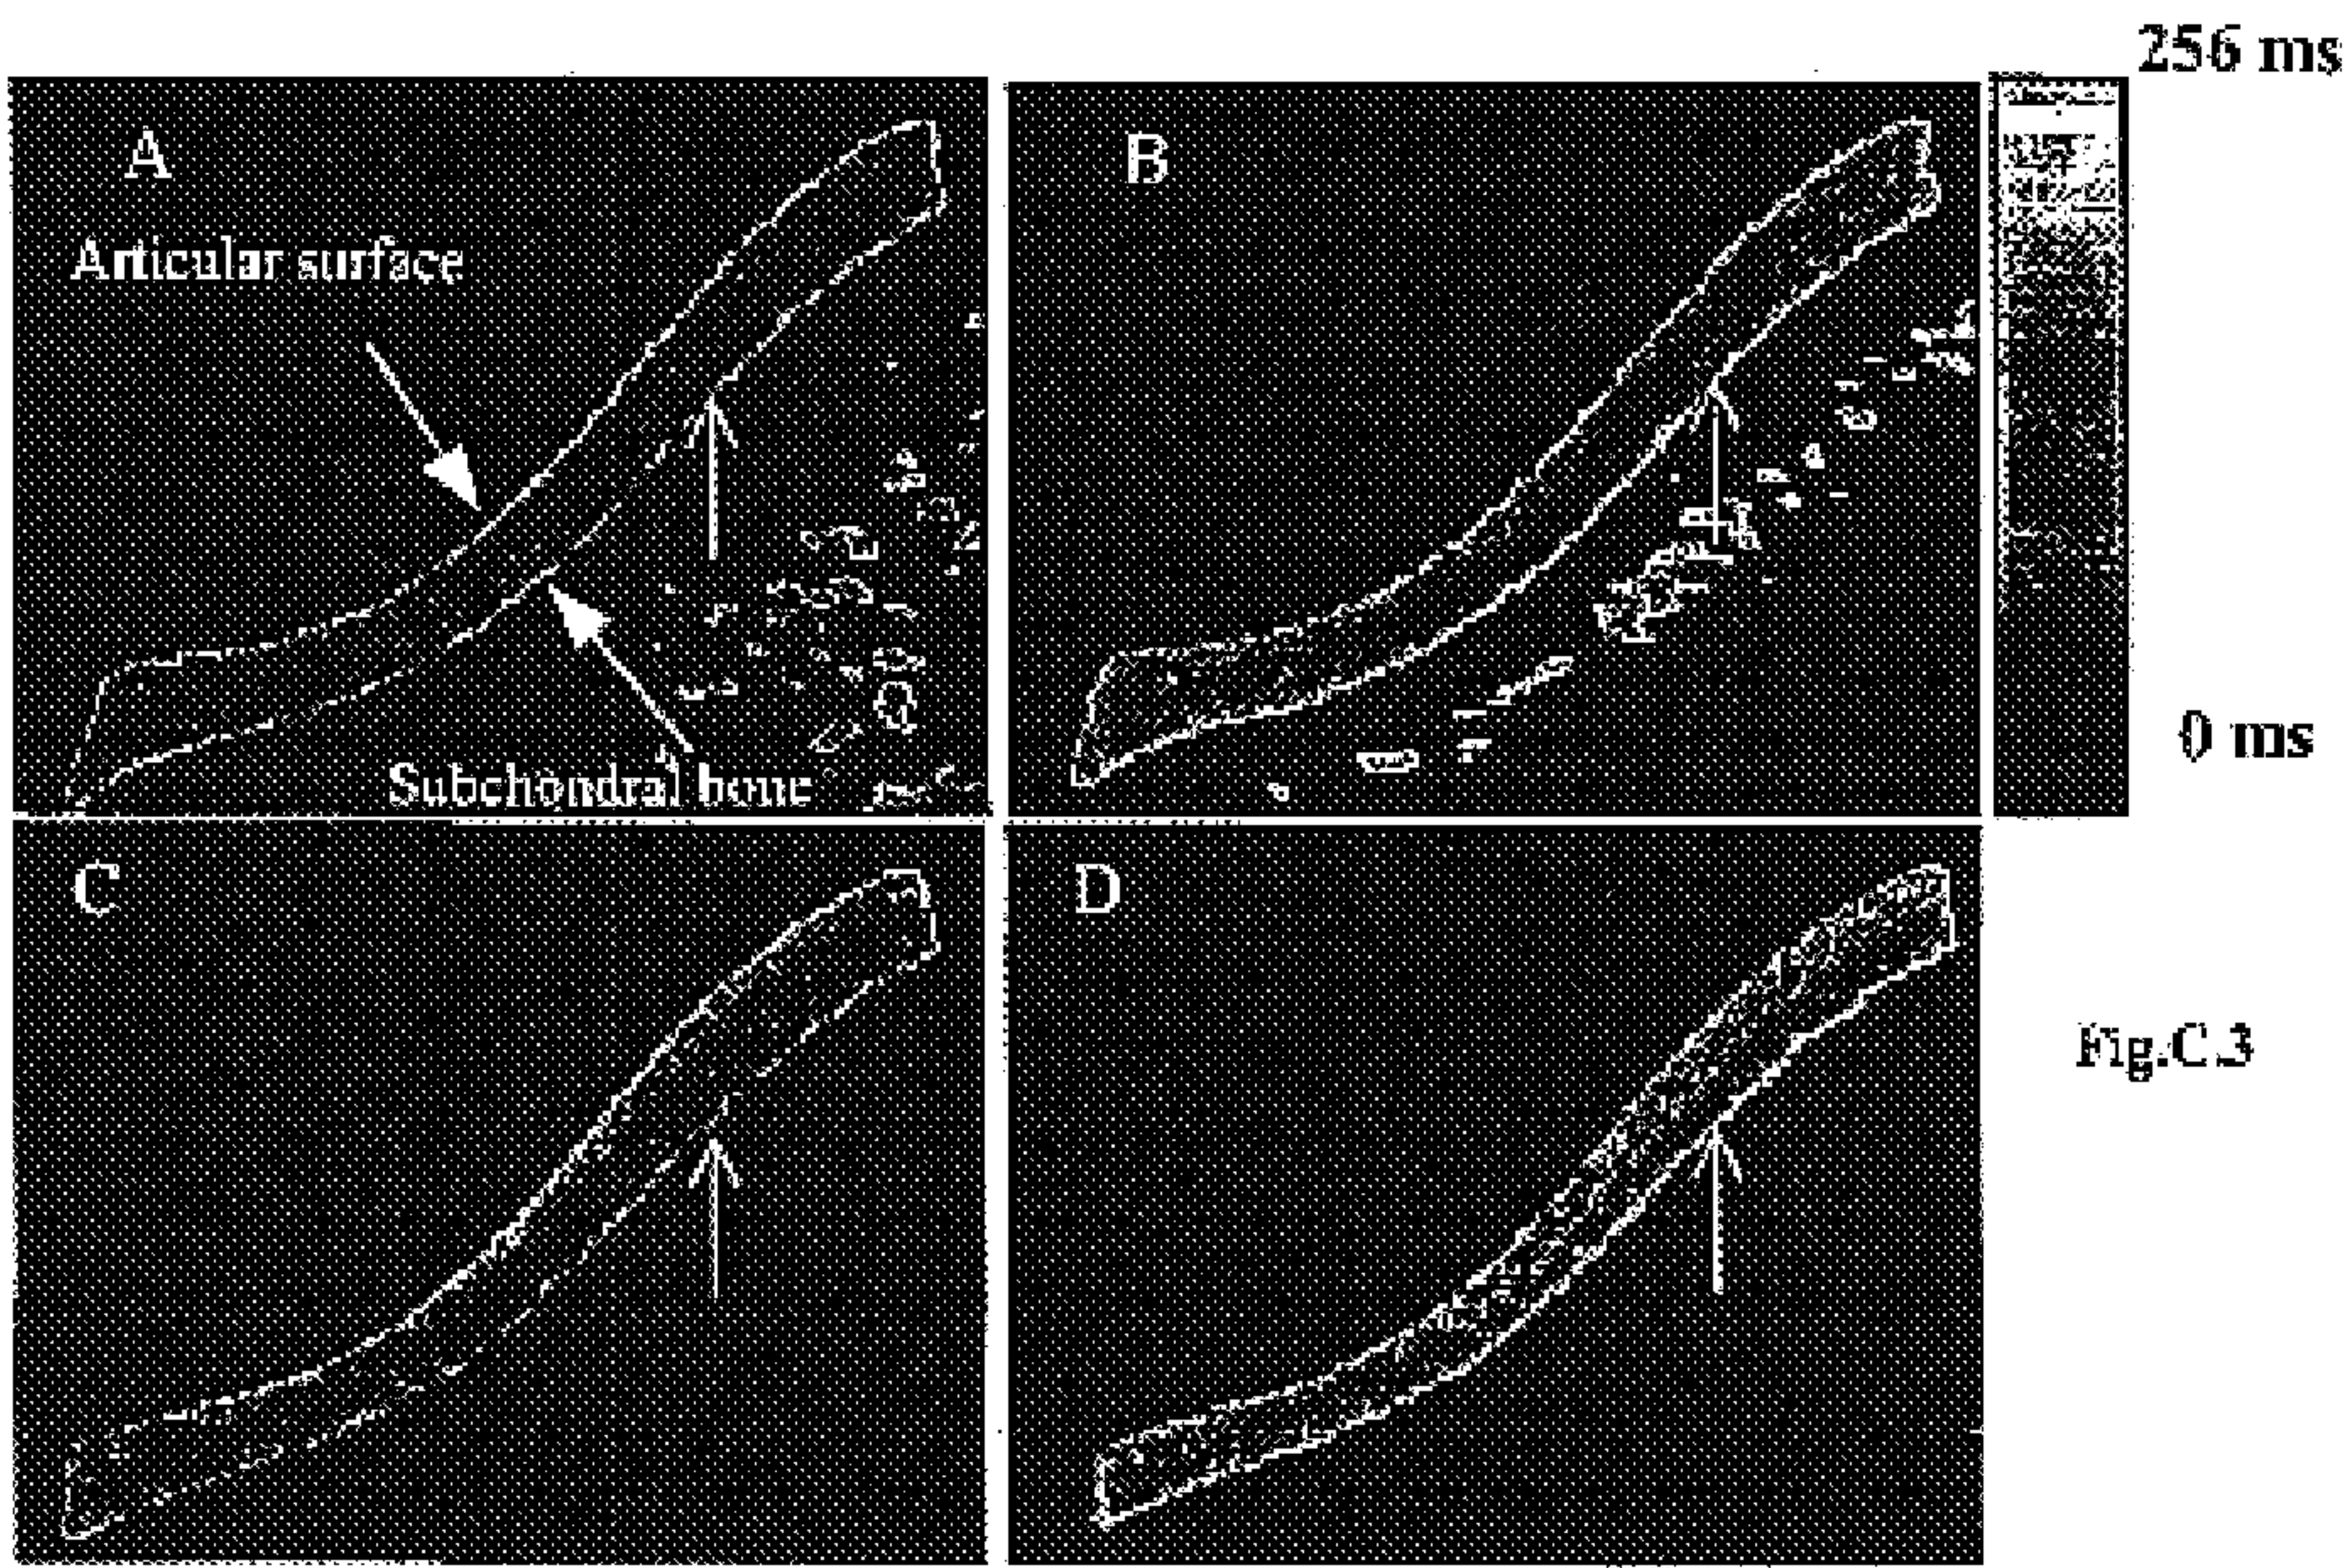 256 ms
A
B
Articular surface
0 ms
Subchondral bone
C
D
Fig.C.3